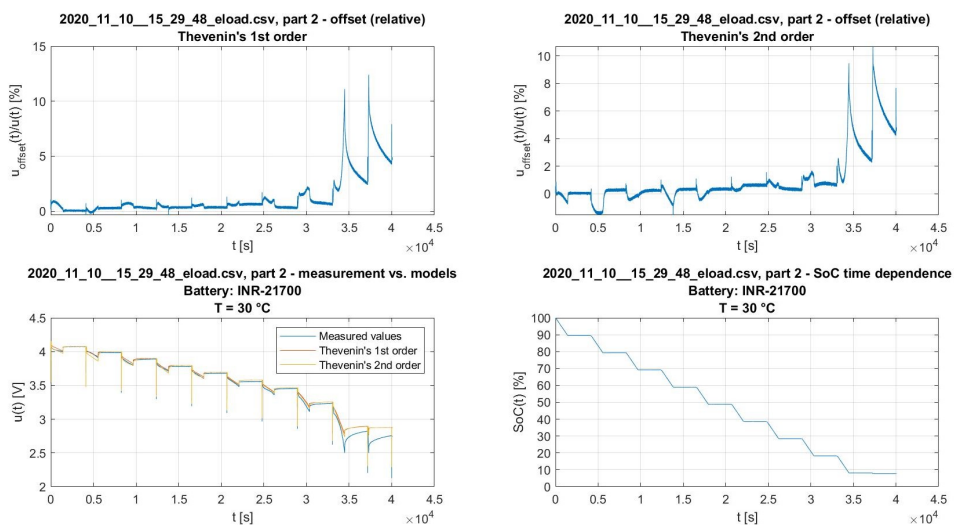 2020_11_10__15_29_48_eload.csv, part 2 - offset (relative)
Thevenin's 1st order
15
10
5
0
u_offset(t)/u(t) [%]
0 0.5 1 1.5 2 2.5 3 3.5 4 4.5
t [s]
×10^4
2020_11_10__15_29_48_eload.csv, part 2 - offset (relative)
Thevenin's 2nd order
10
8
6
4
2
0
u_offset(t)/u(t) [%]
0 0.5 1 1.5 2 2.5 3 3.5 4 4.5
t [s]
×10^4
2020_11_10__15_29_48_eload.csv, part 2 - measurement vs. models
Battery: INR-21700
T = 30 °C
4.5
4
3.5
3
2.5
2
u(t) [V]
Measured values
Thevenin's 1st order
Thevenin's 2nd order
0 0.5 1 1.5 2 2.5 3 3.5 4 4.5
t [s]
×10^4
2020_11_10__15_29_48_eload.csv, part 2 - SoC time dependence
Battery: INR-21700
T = 30 °C
100
90
80
70
60
50
40
30
20
10
0
SoC(t) [%]
0 0.5 1 1.5 2 2.5 3 3.5 4 4.5
t [s]
×10^4